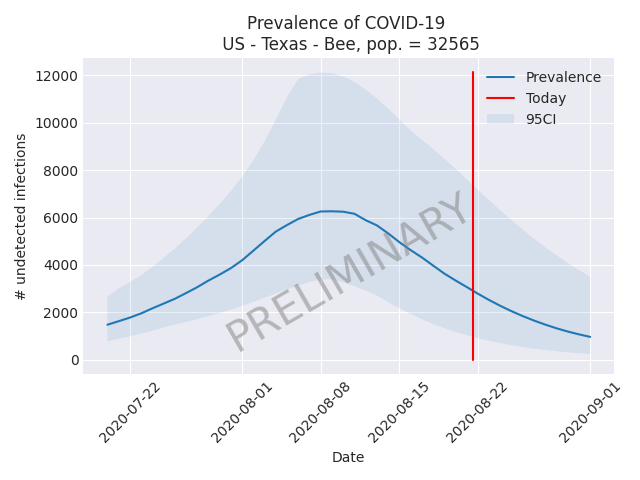 Prevalence of COVID-19
US - Texas - Bee, pop. = 32565
12000
10000
8000
6000
4000
2000
0
# undetected infections
Prevalence
Today
95CI
PRELIMINARY
2020-07-22
2020-08-01
2020-08-08
2020-08-15
2020-08-22
2020-09-01
Date